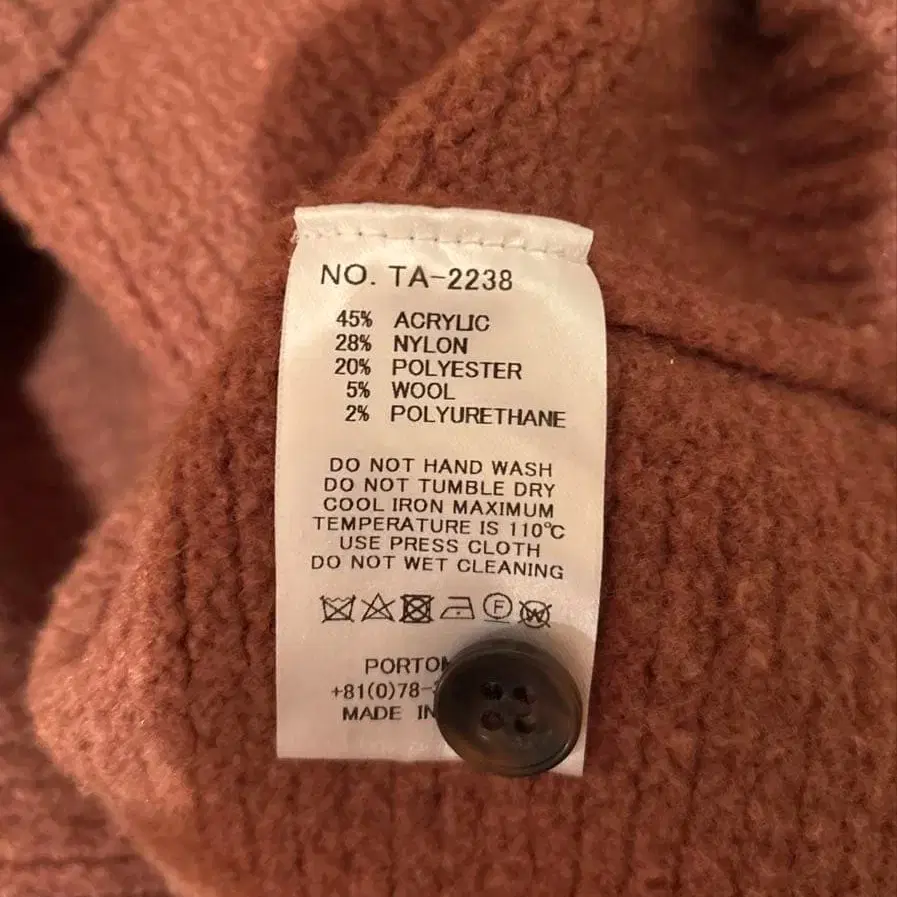 NO. TA-2238
45% ACRYLIC
28% NYLON
20% POLYESTER
5% WOOL
2% POLYURETHANE
DO NOT HAND WASH
DO NOT TUMBLE DRY
COOL IRON MAXIMUM
TEMPERATURE IS 110℃
USE PRESS CLOTH
DO NOT WET CLEANING
F W
+81(0)78-
MADE IN